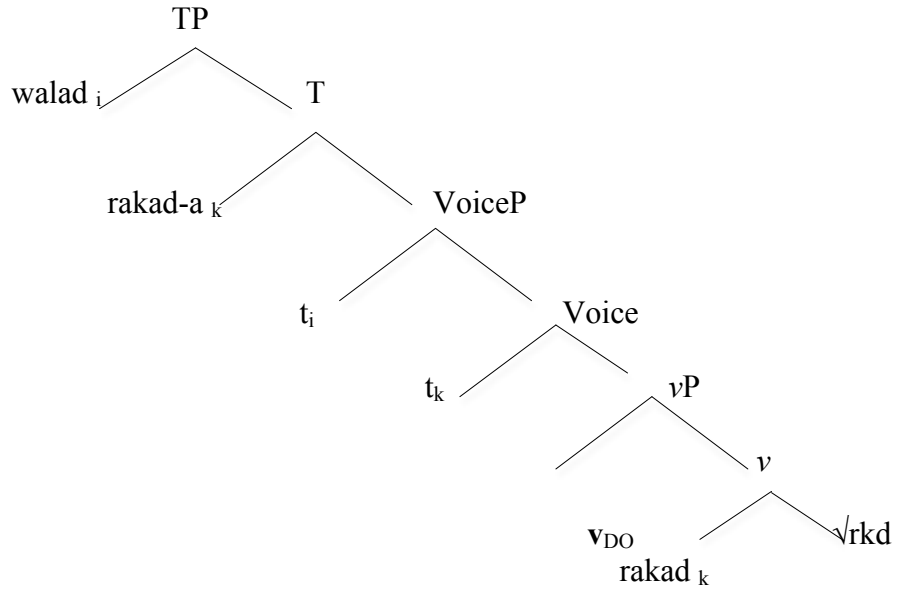 TP
walad i
T
rakad-a k
VoiceP
ti
Voice
tk
vP
v
vDO
√rkd
rakad k